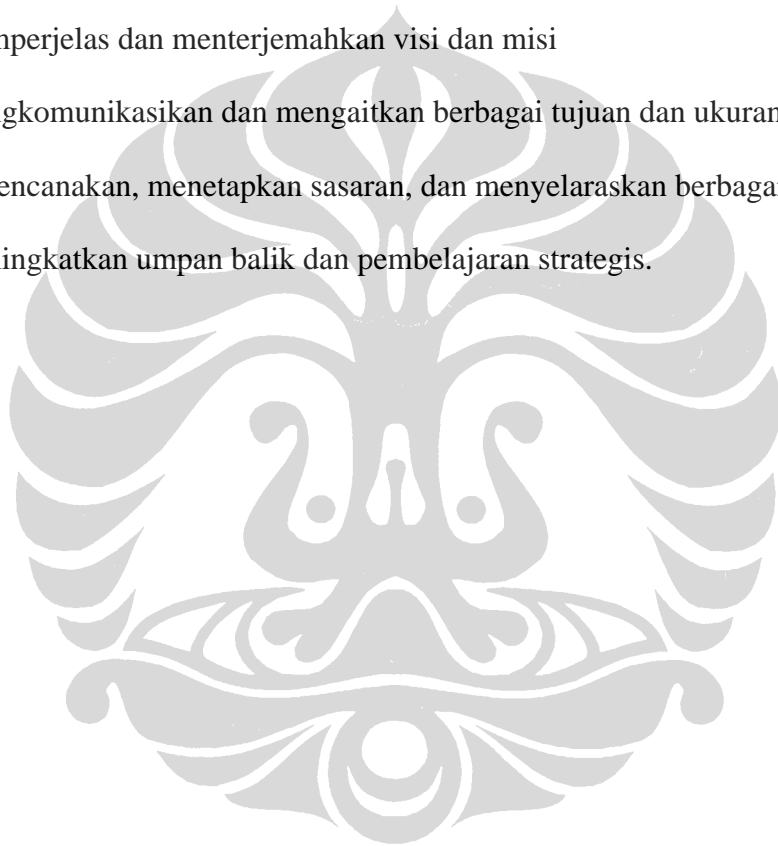 nperjelas dan menterjemahkan visi dan misi
gkomunikasikan dan mengaitkan berbagai tujuan dan ukuran
encanakan, menetapkan sasaran, dan menyelaraskan berbagai
ingkatkan umpan balik dan pembelajaran strategis.